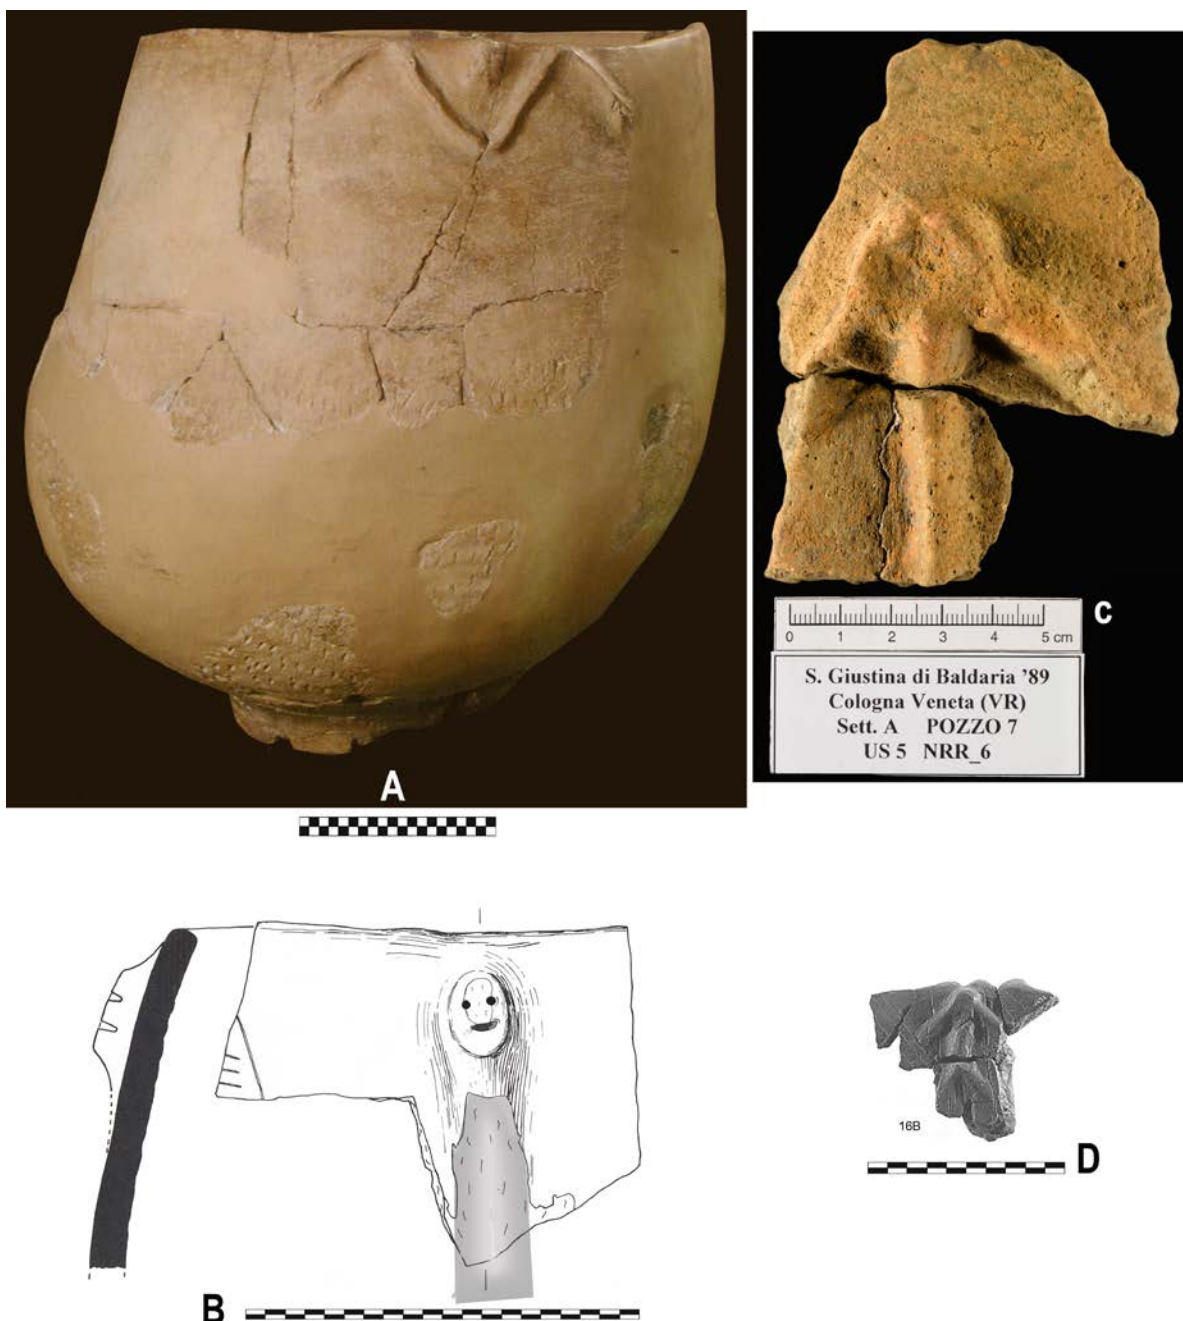 A
C
0 1 2 3 4 5 cm
S. Giustina di Baldaria '89
Cologna Veneta (VR)
Sett. A POZZO 7
US 5 NRR_6
16B
D
B